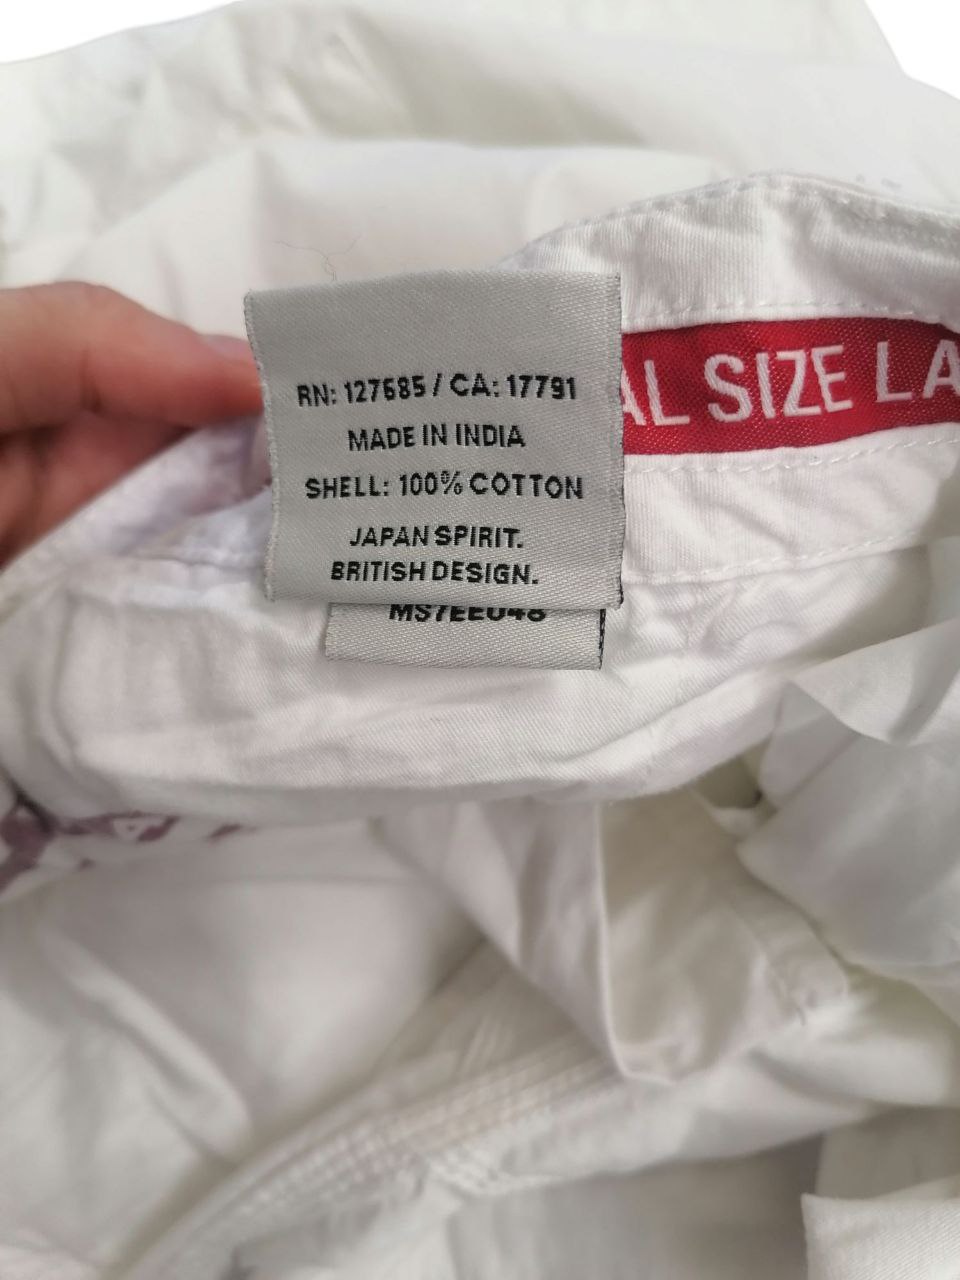 RN: 127685 / CA: 17791
MADE IN INDIA
SHELL: 100% COTTON
JAPAN SPIRIT.
BRITISH DESIGN.
MS7EE048
AL SIZE LA